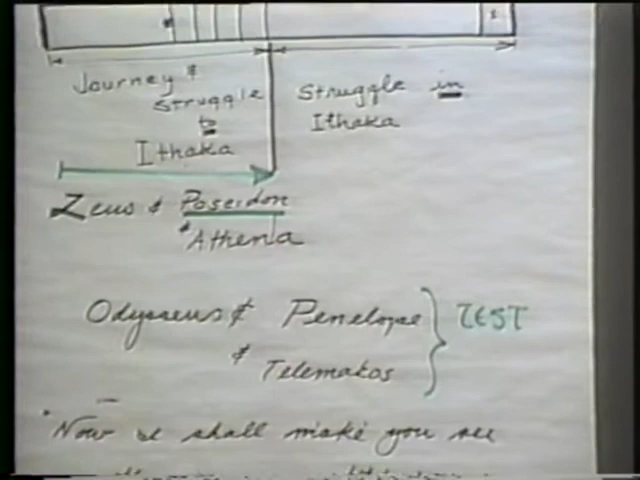 Journey & Struggle to Ithaka
Struggle in Ithaka
Zeus & Poseidon
& Athena
Odysseus & Penelope
& Telemakos
TEST
"Now we shall make you see